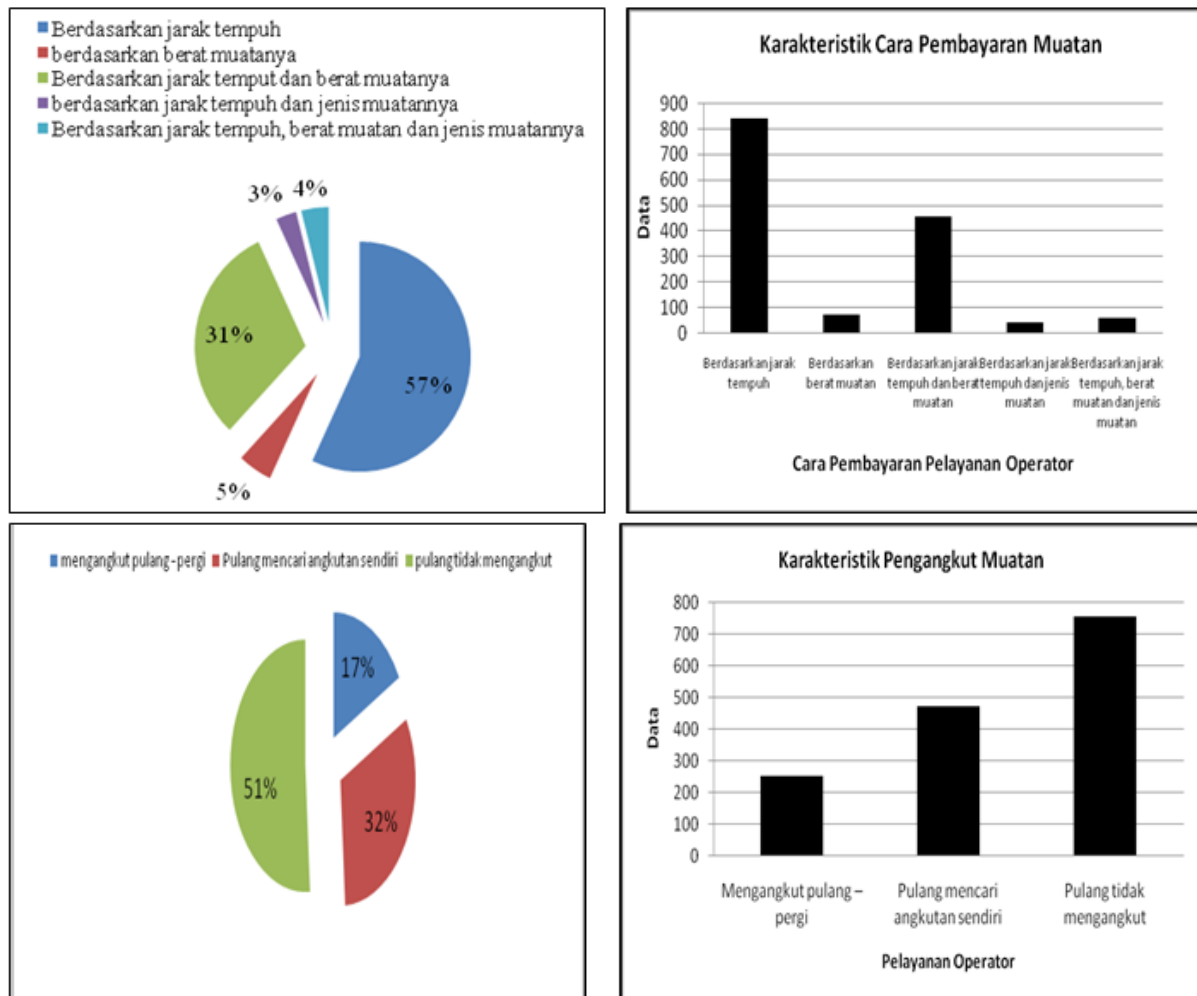 Berdasarkan jarak tempuh
berdasarkan berat muatanya
Berdasarkan jarak temput dan berat muatanya
berdasarkan jarak tempuh dan jenis muatannya
Berdasarkan jarak tempuh, berat muatan dan jenis muatannya
3%
4%
31%
57%
5%
Karakteristik Cara Pembayaran Muatan
900
800
700
600
500
400
300
200
100
0
Data
Berdasarkan jarak
tempuh
Berdasarkan
berat muatan
Berdasarkan jarak
tempuh dan berat
muatan
Berdasarkan jarak
tempuh dan jenis
muatan
Berdasarkan jarak
tempuh, berat
muatan dan jenis
muatan
Cara Pembayaran Pelayanan Operator
mengangkut pulang - pergi
Pulang mencari angkutan sendiri
pulang tidak mengangkut
17%
51%
32%
Karakteristik Pengangkut Muatan
800
700
600
500
400
300
200
100
0
Data
Mengangkut pulang –
pergi
Pulang mencari
angkutan sendiri
Pulang tidak
mengangkut
Pelayanan Operator